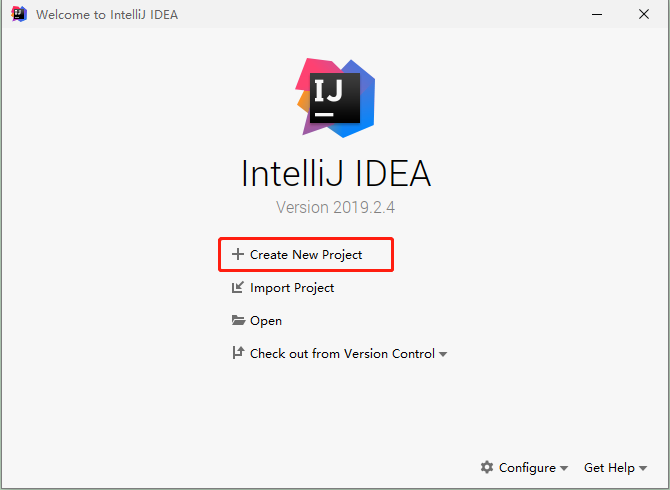 Welcome to IntelliJ IDEA
IJ
IntelliJ IDEA
Version 2019.2.4
Create New Project
Import Project
Open
Check out from Version Control
Configure
Get Help